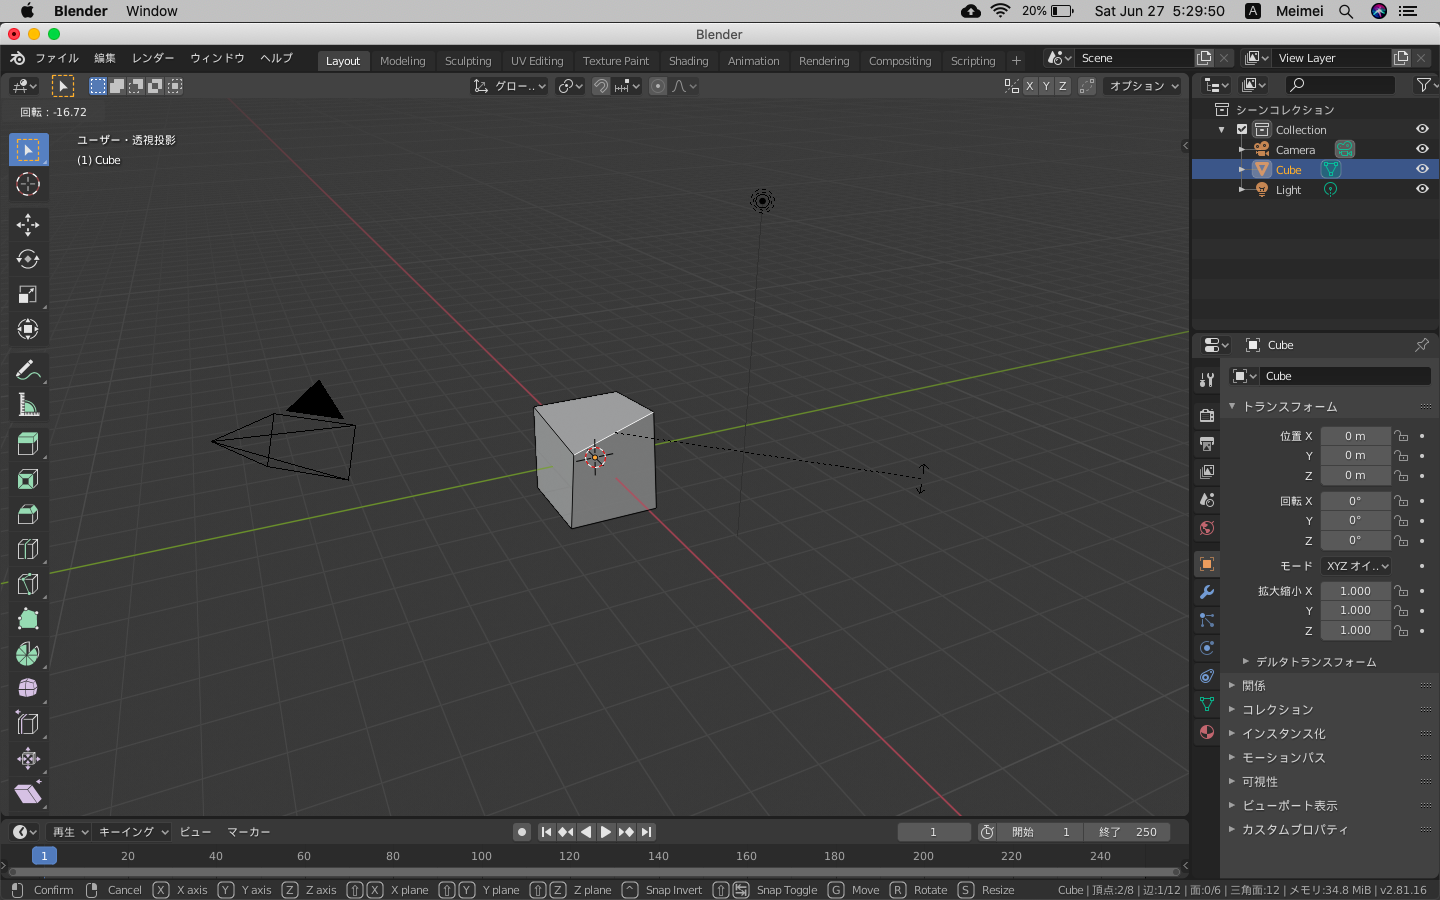 Blender Window 20% Sat Jun 27 5:29:50 A Meimei
Blender
ファイル 編集 レンダー ウィンドウ ヘルプ Layout Modeling Sculpting UV Editing Texture Paint Shading Animation Rendering Compositing Scripting + Scene View Layer
グロー.. X Y Z オプション
回転 : -16.72
ユーザー・透視投影
(1) Cube
シーンコレクション
Collection
Camera
Cube
Light
Cube
Cube
トランスフォーム
位置 X 0 m
Y 0 m
Z 0 m
回転 X 0°
Y 0°
Z 0°
モード XYZ オイ..
拡大縮小 X 1.000
Y 1.000
Z 1.000
デルタトランスフォーム
関係
コレクション
インスタンス化
モーションパス
可視性
ビューポート表示
カスタムプロパティ
再生 キーイング ビュー マーカー 1 開始 1 終了 250
1 20 40 60 80 100 120 140 160 180 200 220 240
Confirm Cancel X X axis Y Y axis Z Z axis ⇧ X X plane ⇧ Y Y plane ⇧ Z Z plane ^ Snap Invert ⇧ ↹ Snap Toggle G Move R Rotate S Resize Cube | 頂点:2/8 | 辺:1/12 | 面:0/6 | 三角面:12 | メモリ:34.8 MiB | v2.81.16